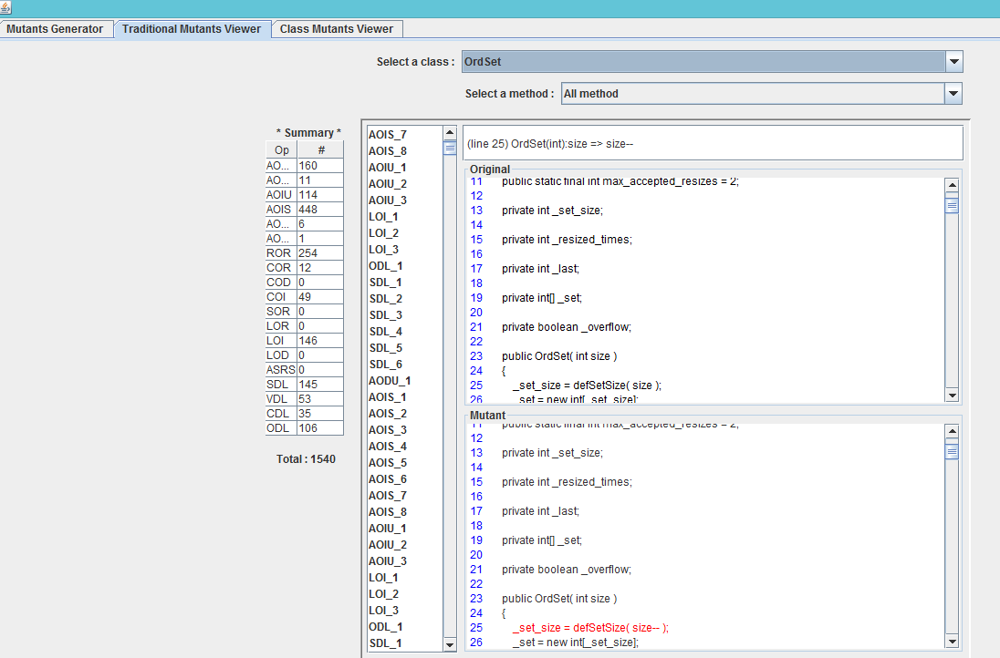 Mutants Generator Traditional Mutants Viewer Class Mutants Viewer
Select a class : OrdSet
Select a method : All method
* Summary *
Op #
AO... 160
AO... 11
AOIU 114
AOIS 448
AO... 6
AO... 1
ROR 254
COR 12
COD 0
COI 49
SOR 0
LOR 0
LOI 146
LOD 0
ASRS 0
SDL 145
VDL 53
CDL 35
ODL 106
Total : 1540
AOIS_7
AOIS_8
AOIU_1
AOIU_2
AOIU_3
LOI_1
LOI_2
LOI_3
ODL_1
SDL_1
SDL_2
SDL_3
SDL_4
SDL_5
SDL_6
AODU_1
AOIS_1
AOIS_2
AOIS_3
AOIS_4
AOIS_5
AOIS_6
AOIS_7
AOIS_8
AOIU_1
AOIU_2
AOIU_3
LOI_1
LOI_2
LOI_3
ODL_1
SDL_1
(line 25) OrdSet(int):size => size--
Original
11 public static final int max_accepted_resizes = 2;
12
13 private int _set_size;
14
15 private int _resized_times;
16
17 private int _last;
18
19 private int[] _set;
20
21 private boolean _overflow;
22
23 public OrdSet( int size )
24 {
25 _set_size = defSetSize( size );
26 _set = new int[_set_size];
Mutant
11 public static final int max_accepted_resizes = 2;
12
13 private int _set_size;
14
15 private int _resized_times;
16
17 private int _last;
18
19 private int[] _set;
20
21 private boolean _overflow;
22
23 public OrdSet( int size )
24 {
25 _set_size = defSetSize( size-- );
26 _set = new int[_set_size];